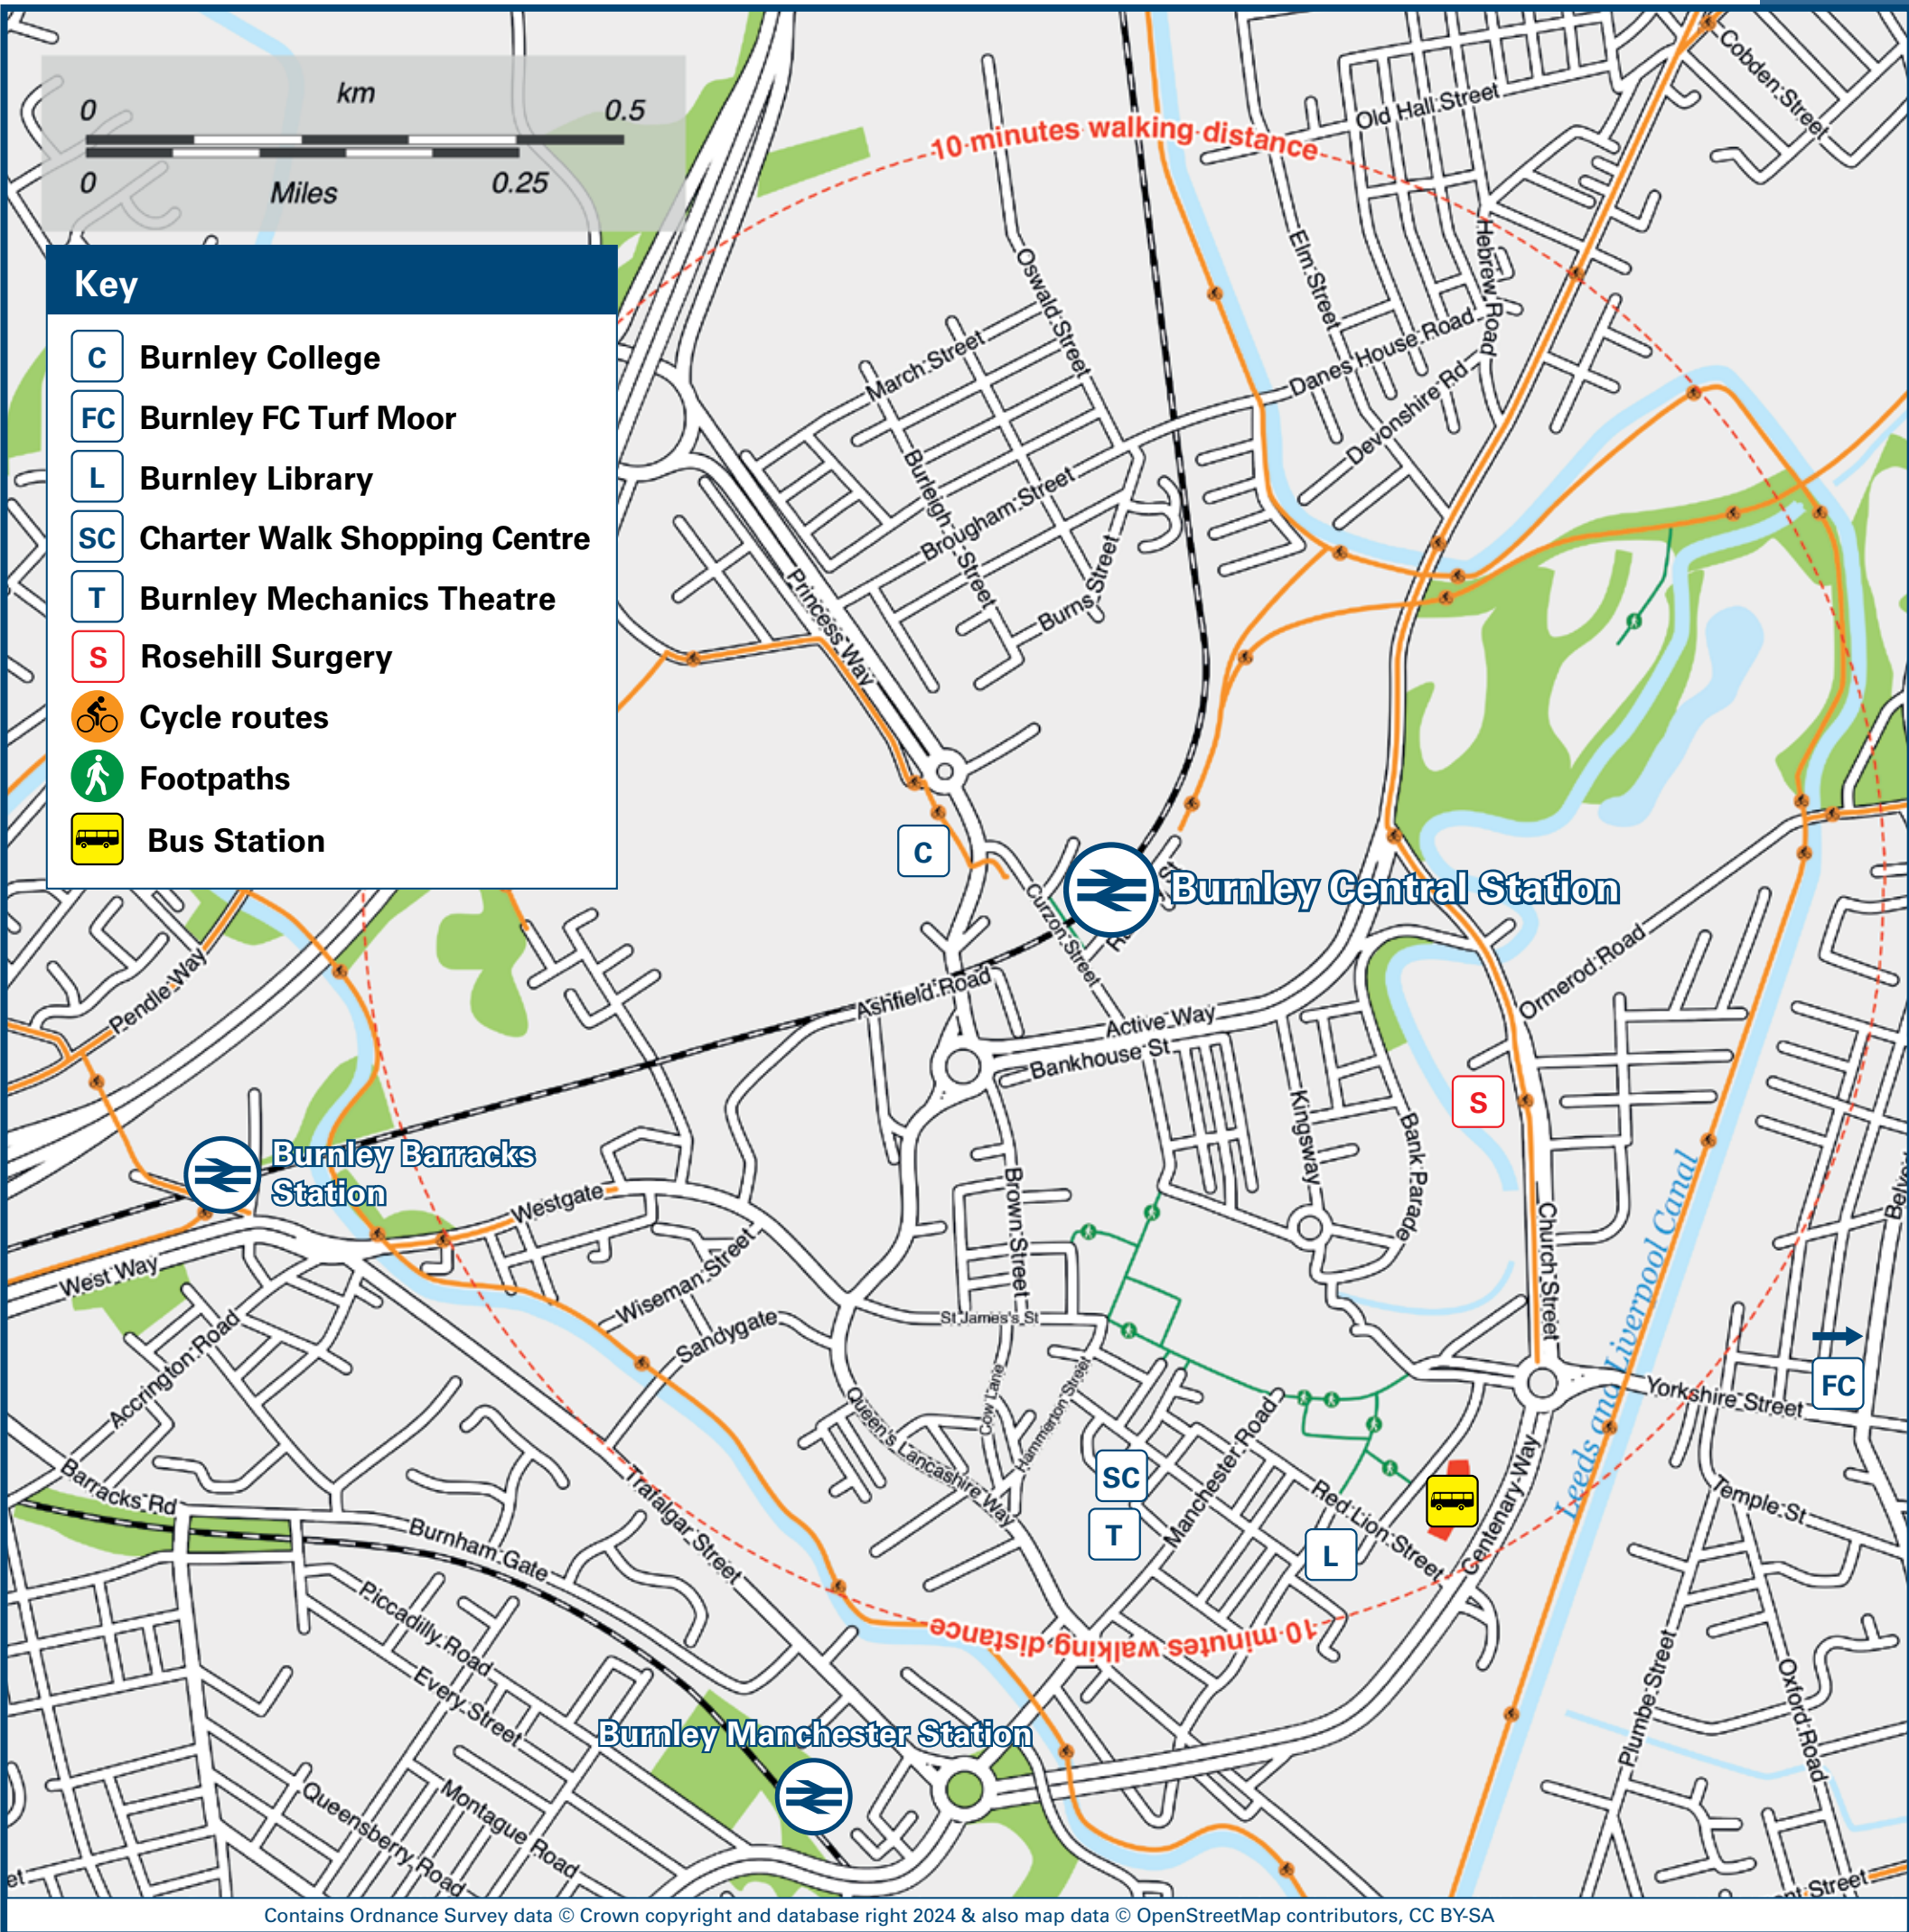 km
0 0.5
0 0.25
Miles
Key
C Burnley College
FC Burnley FC Turf Moor
L Burnley Library
SC Charter Walk Shopping Centre
T Burnley Mechanics Theatre
S Rosehill Surgery
Cycle routes
Footpaths
Bus Station
10 minutes walking distance
Cobden Street
Old Hall Street
Hebrew Road
Elm Street
Oswald Street
March Street
Danes House Road
Devonshire Rd
Burleigh Street
Brougham Street
Burns Street
Princess Way
C
Burnley Central Station
Curzon Street
Ormerod Road
Pendle Way
Ashfield Road
Active Way
Bankhouse St
S
Kingsway
Bank Parade
Burnley Barracks
Station
Westgate
Brown Street
Church Street
Leeds and Liverpool Canal
West Way
Wiseman Street
Sandygate
St James's St
Accrington Road
FC
Yorkshire Street
Cow Lane
Hammerton Street
Queen's Lancashire Way
Manchester Road
SC
T
L
Red Lion Street
Centenary Way
Temple St
Barracks Rd
Trafalgar Street
Burnham Gate
10 minutes walking distance
Piccadilly Road
Every Street
Plumbe Street
Oxford Road
Burnley Manchester Station
Queensberry Road
Montague Road
Street
Contains Ordnance Survey data © Crown copyright and database right 2024 & also map data © OpenStreetMap contributors, CC BY-SA